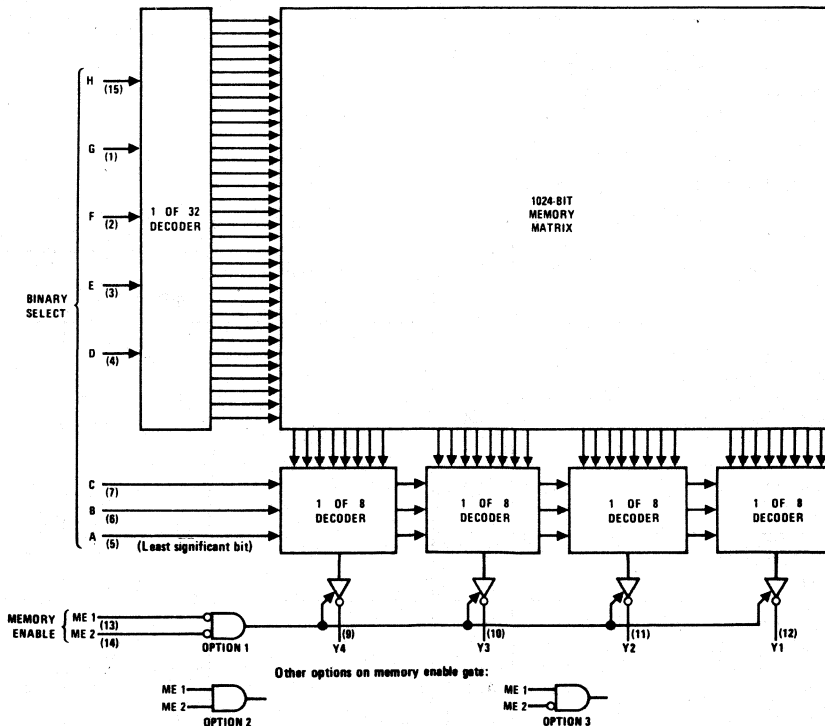 H
(15)
G
(1)
1 OF 32
DECODER
F
(2)
1024-BIT
MEMORY
MATRIX
BINARY
SELECT
E
(3)
D
(4)
C
(7)
B
(6)
A
(5)
(Least significant bit)
1 OF 8
DECODER
1 OF 8
DECODER
1 OF 8
DECODER
1 OF 8
DECODER
MEMORY
ENABLE
ME 1
(13)
ME 2
(14)
OPTION 1
(9)
Y4
(10)
Y3
(11)
Y2
(12)
Y1
Other options on memory enable gate:
ME 1
ME 2
OPTION 2
ME 1
ME 2
OPTION 3